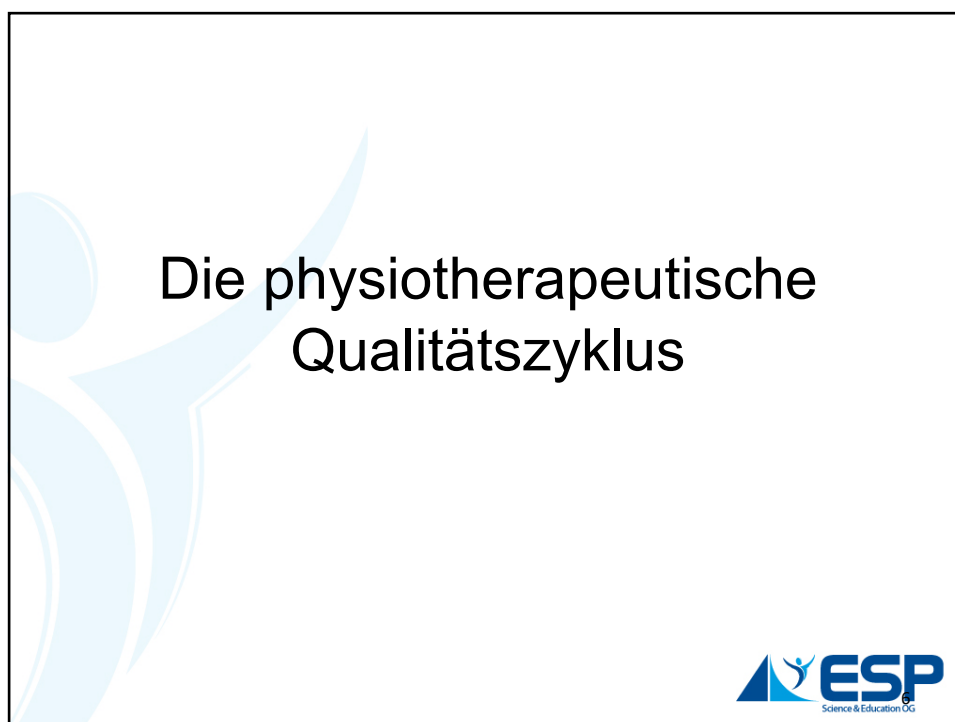 Die physiotherapeutische
Qualitätszyklus
ESP
6
Science & Education OG